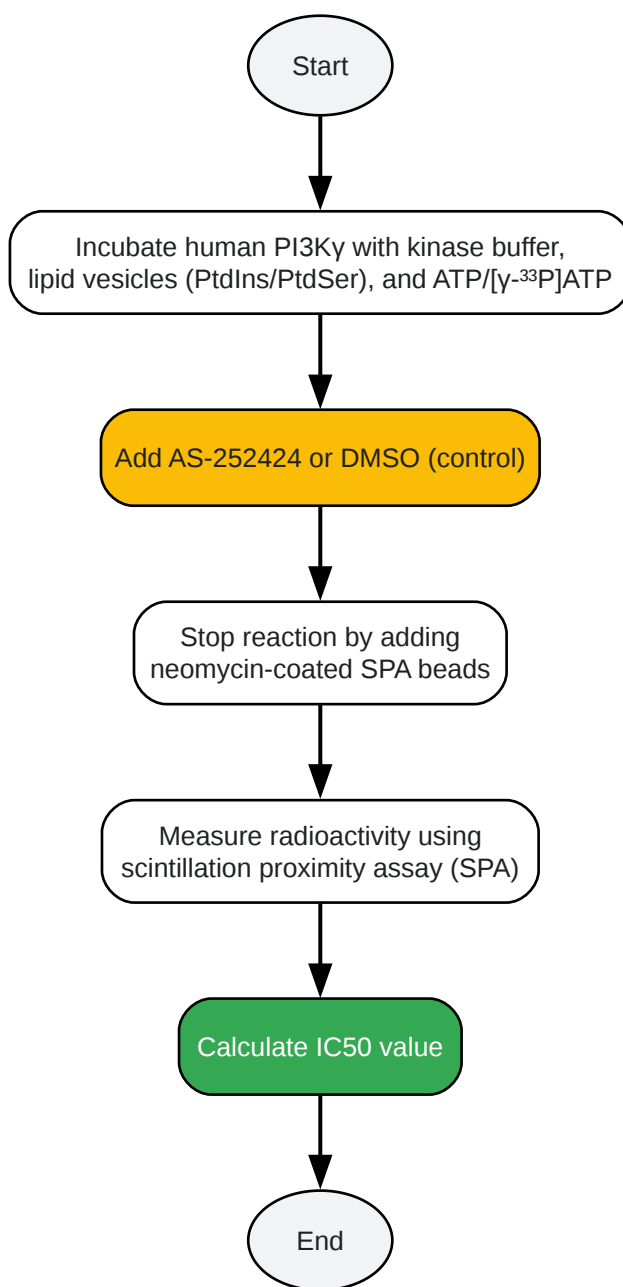 Start
Incubate human PI3Kγ with kinase buffer,
lipid vesicles (PtdIns/PtdSer), and ATP/[γ-³³P]ATP
Add AS-252424 or DMSO (control)
Stop reaction by adding
neomycin-coated SPA beads
Measure radioactivity using
scintillation proximity assay (SPA)
Calculate IC50 value
End